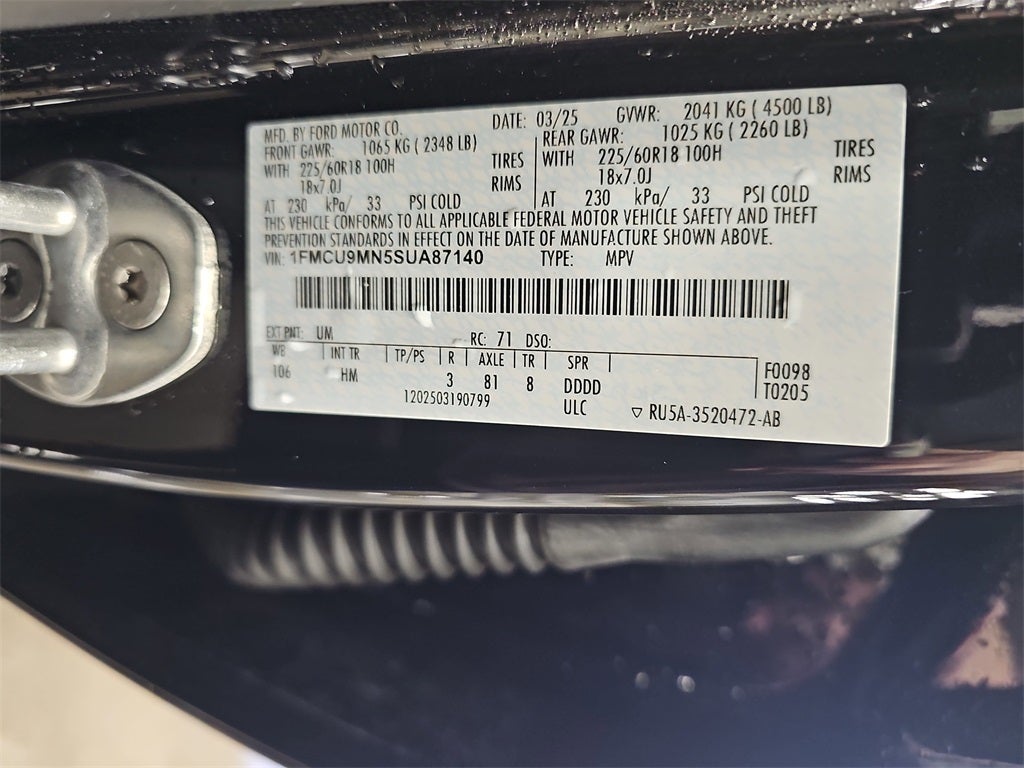 MFD. BY FORD MOTOR CO. DATE: 03/25 GVWR: 2041 KG ( 4500 LB)
FRONT GAWR: 1065 KG ( 2348 LB) REAR GAWR: 1025 KG ( 2260 LB)
WITH 225/60R18 100H TIRES WITH 225/60R18 100H TIRES
18x7.0J RIMS 18x7.0J RIMS
AT 230 kPa/ 33 PSI COLD AT 230 kPa/ 33 PSI COLD
THIS VEHICLE CONFORMS TO ALL APPLICABLE FEDERAL MOTOR VEHICLE SAFETY AND THEFT
PREVENTION STANDARDS IN EFFECT ON THE DATE OF MANUFACTURE SHOWN ABOVE.
VIN: 1FMCU9MN5SUA87140 TYPE: MPV
EXT PNT: UM RC: 71 DSO:
WB INT TR TP/PS R AXLE TR SPR F0098
106 HM 3 81 8 DDDD T0205
1202503190799 ULC RU5A-3520472-AB